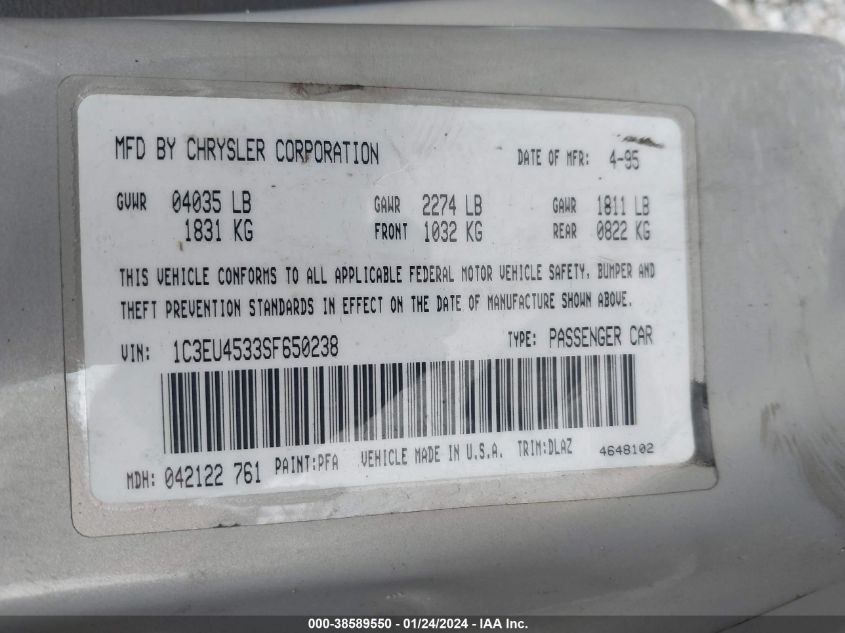 MFD BY CHRYSLER CORPORATION DATE OF MFR: 4-95
GVWR 04035 LB GAWR 2274 LB GAWR 1811 LB
1831 KG FRONT 1032 KG REAR 0822 KG
THIS VEHICLE CONFORMS TO ALL APPLICABLE FEDERAL MOTOR VEHICLE SAFETY, BUMPER AND
THEFT PREVENTION STANDARDS IN EFFECT ON THE DATE OF MANUFACTURE SHOWN ABOVE.
VIN: 1C3EU4533SF650238 TYPE: PASSENGER CAR
MDH: 042122 761 PAINT:PFA VEHICLE MADE IN U.S.A. TRIM:DLAZ 4648102
000-38589550 - 01/24/2024 - IAA Inc.